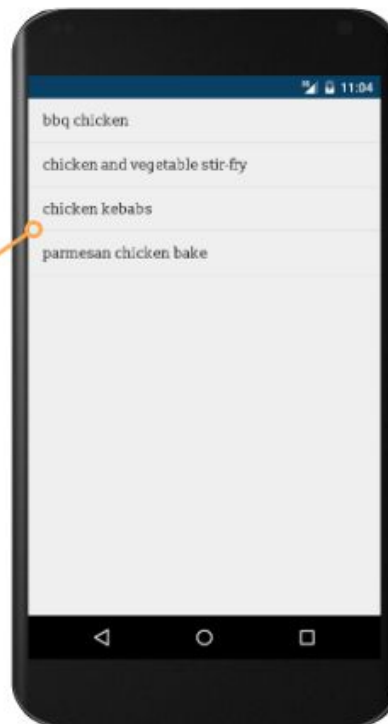 11:04
bbq chicken
chicken and vegetable stir-fry
chicken kebabs
parmesan chicken bake